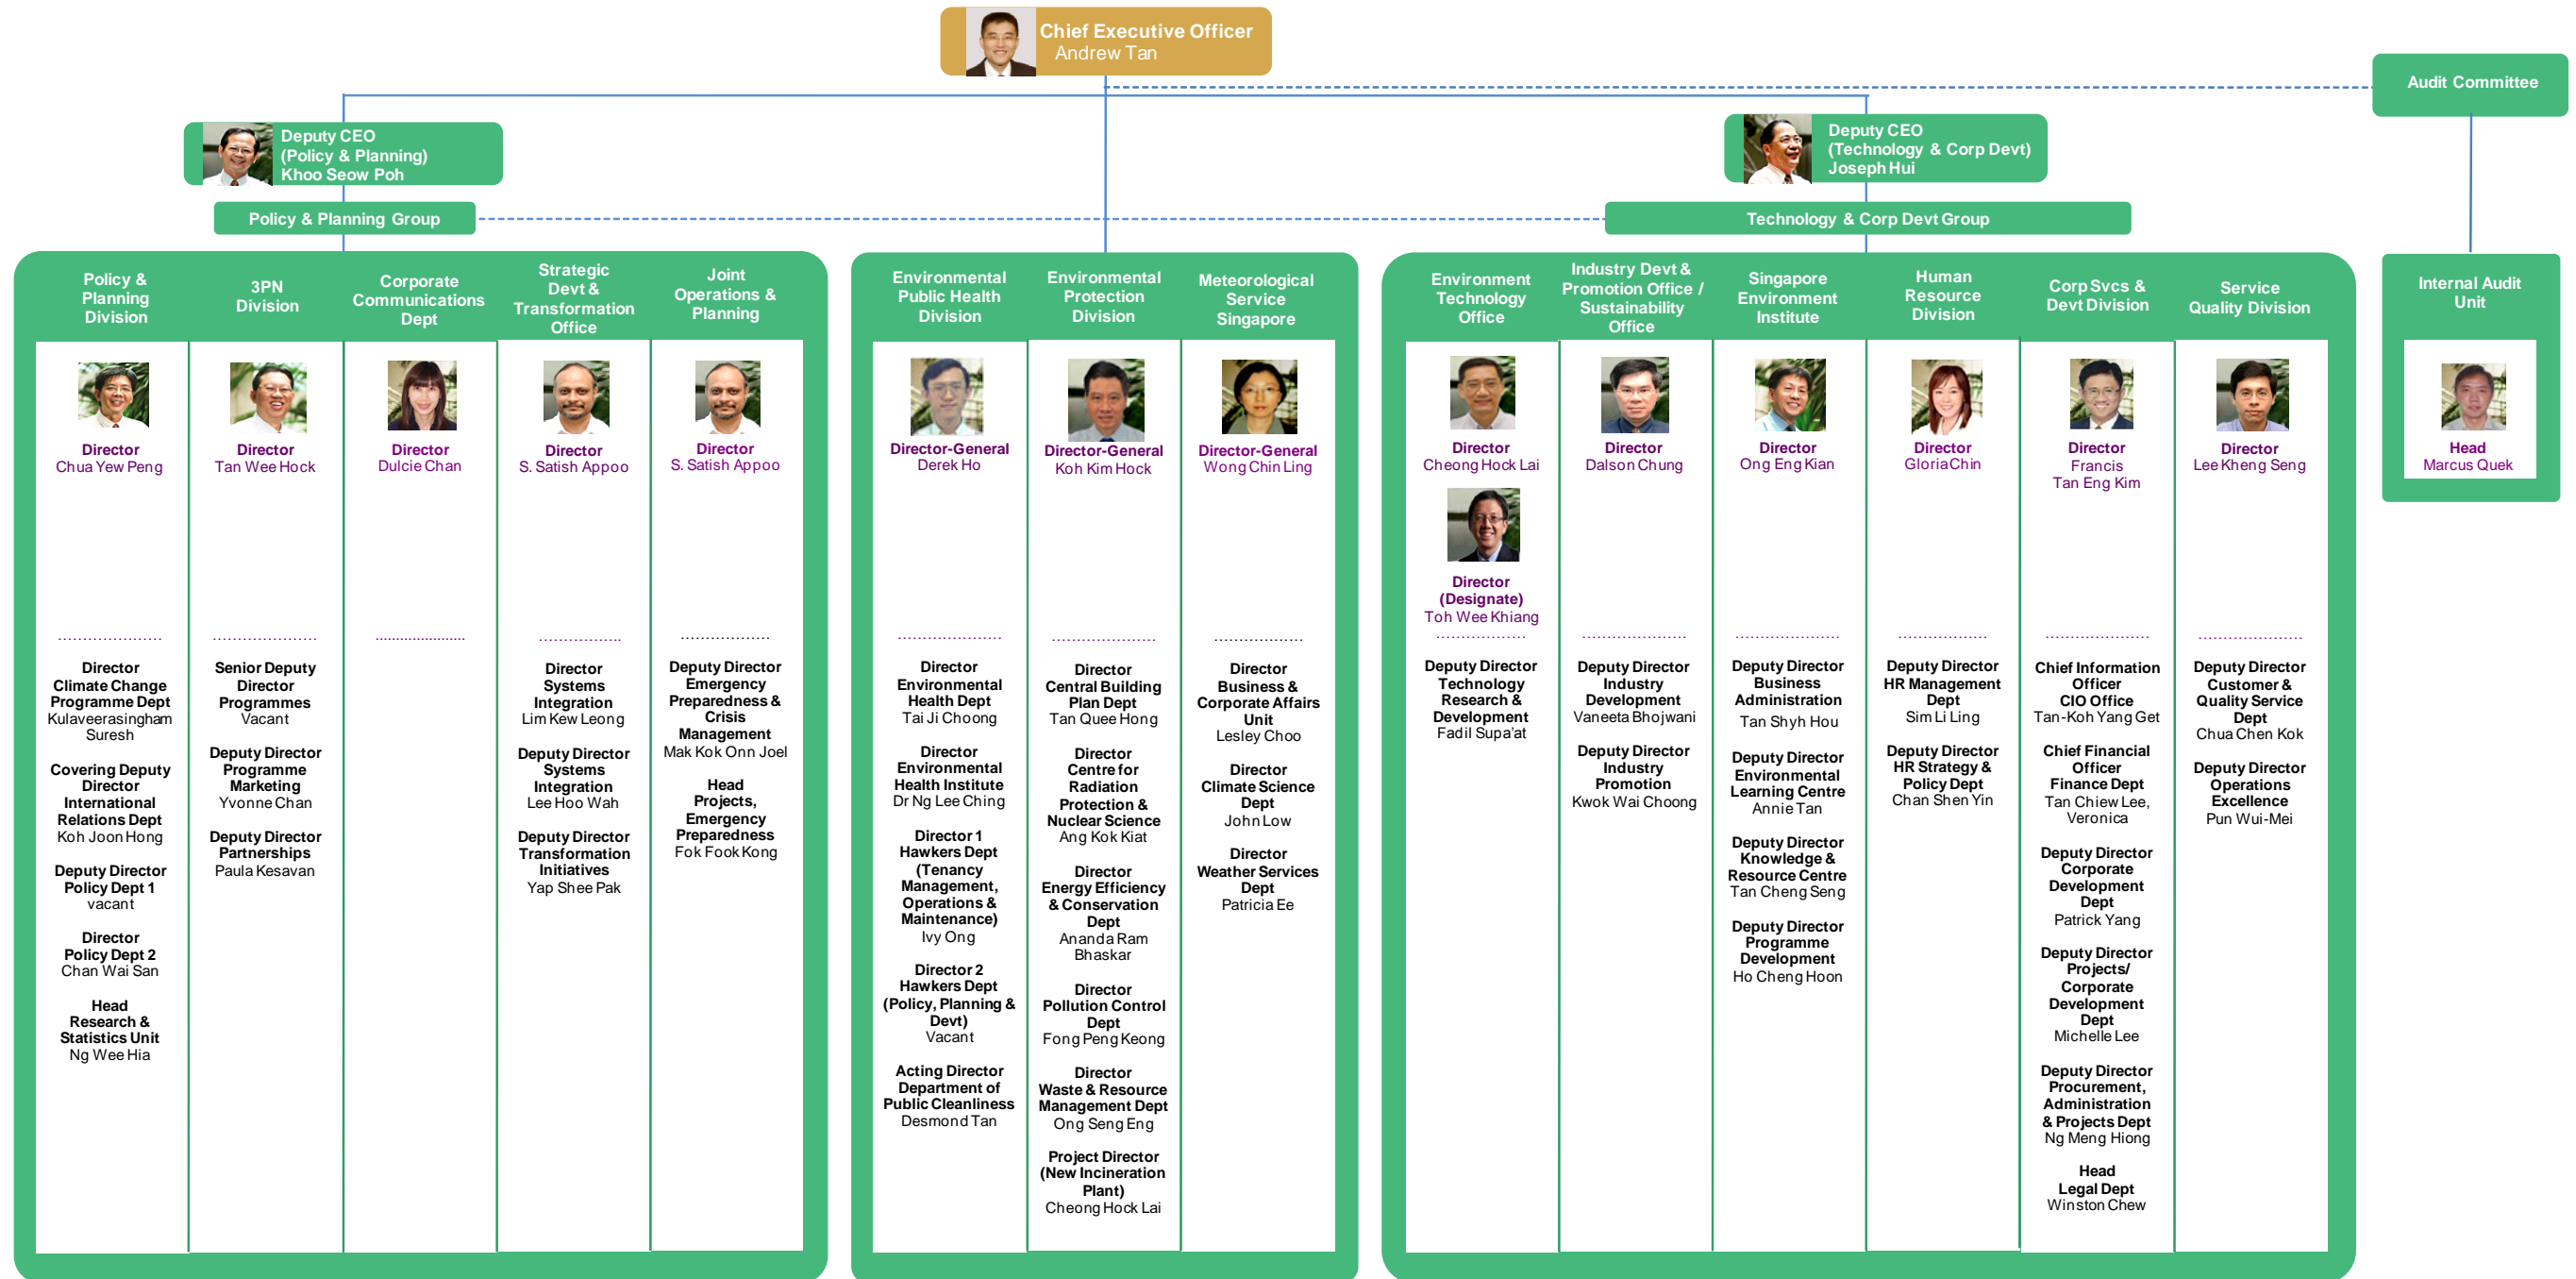 Chief Executive Officer
Andrew Tan
Audit Committee
Deputy CEO
(Policy & Planning)
Khoo Seow Poh
Deputy CEO
(Technology & Corp Devt)
Joseph Hui
Policy & Planning Group
Technology & Corp Devt Group
Policy &
Planning
Division
Director
Chua Yew Peng
Director
Climate Change
Programme Dept
Kulaveerasingham
Suresh
Covering Deputy
Director
International
Relations Dept
Koh Joon Hong
Deputy Director
Policy Dept 1
vacant
Director
Policy Dept 2
Chan Wai San
Head
Research &
Statistics Unit
Ng Wee Hia
3PN
Division
Director
Tan Wee Hock
Senior Deputy
Director
Programmes
Vacant
Deputy Director
Programme
Marketing
Yvonne Chan
Deputy Director
Partnerships
Paula Kesavan
Corporate
Communications
Dept
Director
Dulcie Chan
Strategic
Devt &
Transformation
Office
Director
S. Satish Appoo
Director
Systems
Integration
Lim Kew Leong
Deputy Director
Systems
Integration
Lee Hoo Wah
Deputy Director
Transformation
Initiatives
Yap Shee Pak
Joint
Operations &
Planning
Director
S. Satish Appoo
Deputy Director
Emergency
Preparedness &
Crisis
Management
Mak Kok Onn Joel
Head
Projects,
Emergency
Preparedness
Fok Fook Kong
Environmental
Public Health
Division
Director-General
Derek Ho
Director
Environmental
Health Dept
Tai Ji Choong
Director
Environmental
Health Institute
Dr Ng Lee Ching
Director 1
Hawkers Dept
(Tenancy
Management,
Operations &
Maintenance)
Ivy Ong
Director 2
Hawkers Dept
(Policy, Planning &
Devt)
Vacant
Acting Director
Department of
Public Cleanliness
Desmond Tan
Environmental
Protection
Division
Director-General
Koh Kim Hock
Director
Central Building
Plan Dept
Tan Quee Hong
Director
Centre for
Radiation
Protection &
Nuclear Science
Ang Kok Kiat
Director
Energy Efficiency
& Conservation
Dept
Ananda Ram
Bhaskar
Director
Pollution Control
Dept
Fong Peng Keong
Director
Waste & Resource
Management Dept
Ong Seng Eng
Project Director
(New Incineration
Plant)
Cheong Hock Lai
Meteorological
Service
Singapore
Director-General
Wong Chin Ling
Director
Business &
Corporate Affairs
Unit
Lesley Choo
Director
Climate Science
Dept
John Low
Director
Weather Services
Dept
Patricia Ee
Environment
Technology
Office
Director
Cheong Hock Lai
Director
(Designate)
Toh Wee Khiang
Deputy Director
Technology
Research &
Development
Fadil Supa'at
Industry Devt &
Promotion Office /
Sustainability
Office
Director
Dalson Chung
Deputy Director
Industry
Development
Vaneeta Bhojwani
Deputy Director
Industry
Promotion
Kwok Wai Choong
Singapore
Environment
Institute
Director
Ong Eng Kian
Deputy Director
Business
Administration
Tan Shyh Hou
Deputy Director
Environmental
Learning Centre
Annie Tan
Deputy Director
Knowledge &
Resource Centre
Tan Cheng Seng
Deputy Director
Programme
Development
Ho Cheng Hoon
Human
Resource
Division
Director
Gloria Chin
Deputy Director
HR Management
Dept
Sim Li Ling
Deputy Director
HR Strategy &
Policy Dept
Chan Shen Yin
Corp Svcs &
Devt Division
Director
Francis
Tan Eng Kim
Chief Information
Officer
CIO Office
Tan-Koh Yang Get
Chief Financial
Officer
Finance Dept
Tan Chiew Lee,
Veronica
Deputy Director
Corporate
Development
Dept
Patrick Yang
Deputy Director
Projects/
Corporate
Development
Dept
Michelle Lee
Deputy Director
Procurement,
Administration
& Projects Dept
Ng Meng Hiong
Head
Legal Dept
Winston Chew
Service
Quality Division
Director
Lee Kheng Seng
Deputy Director
Customer &
Quality Service
Dept
Chua Chen Kok
Deputy Director
Operations
Excellence
Pun Wui-Mei
Internal Audit
Unit
Head
Marcus Quek